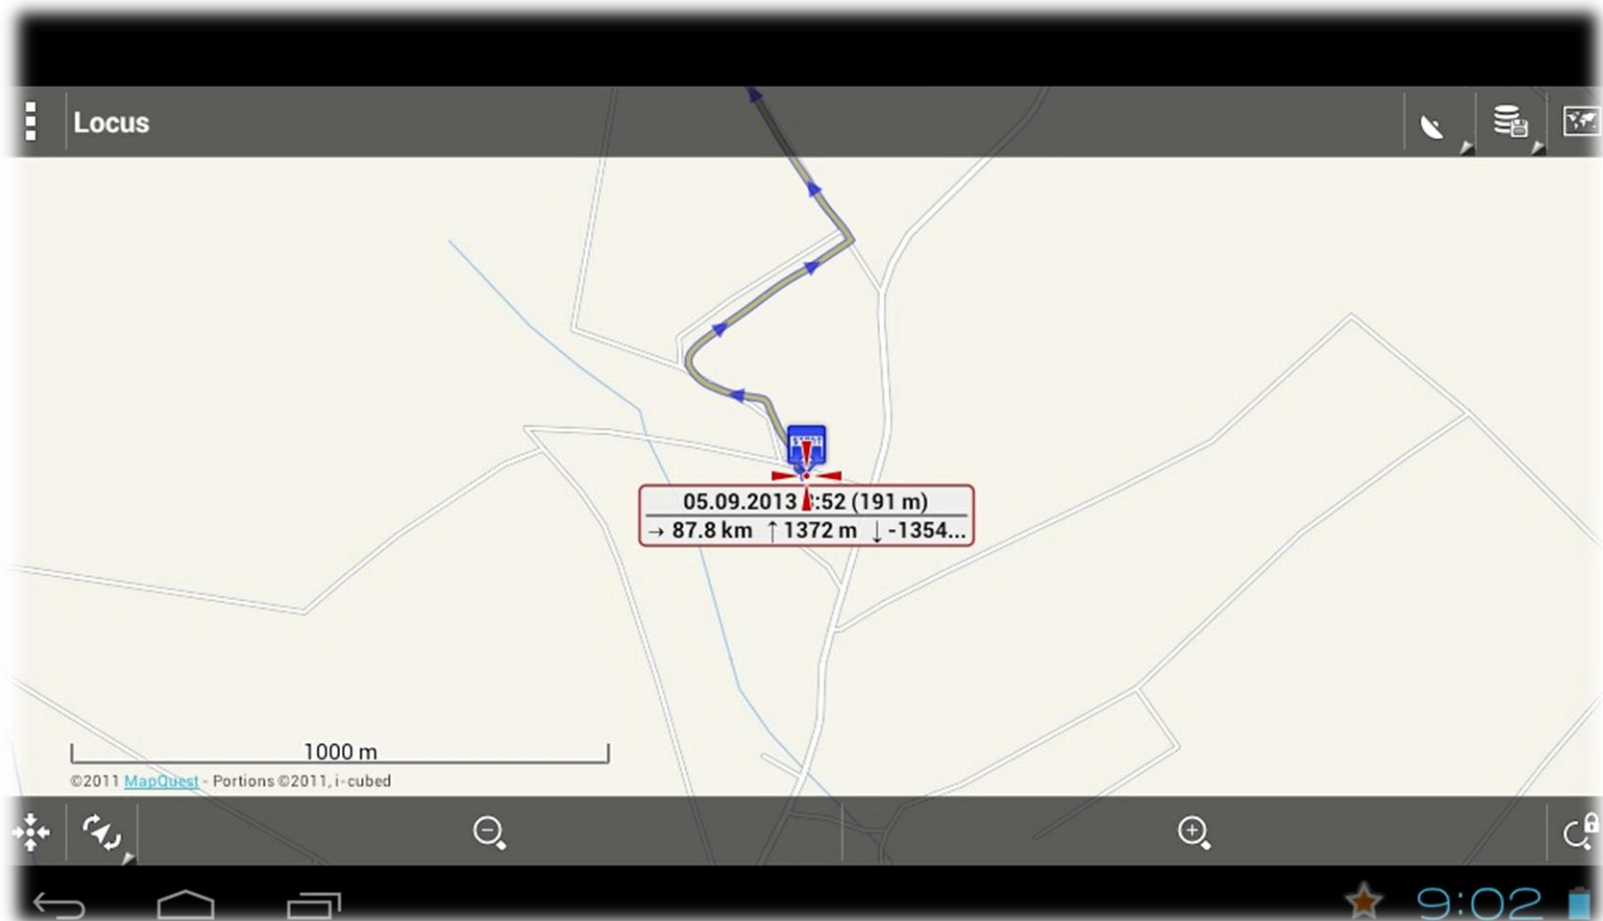 Locus
05.09.2013 :52 (191 m)
→ 87.8 km ↑ 1372 m ↓ -1354...
1000 m
©2011 MapQuest - Portions ©2011, i-cubed
9:02